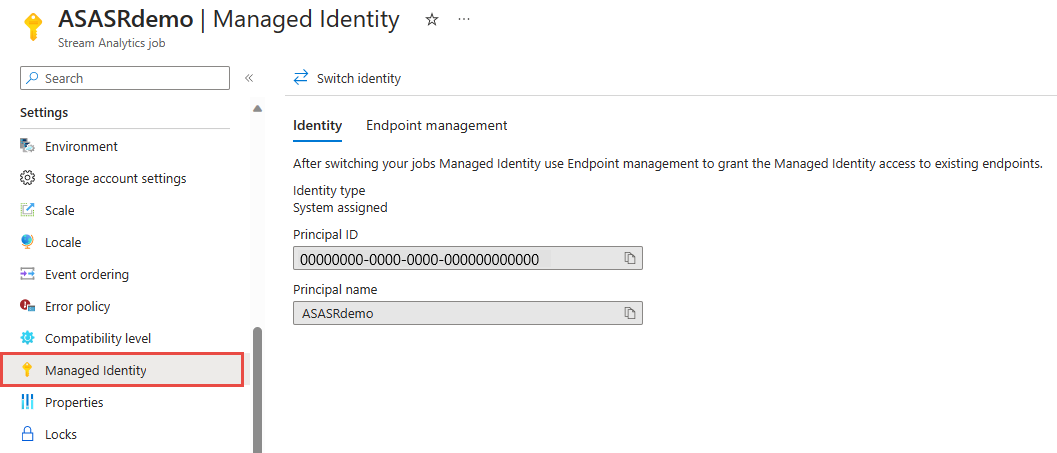 ASASRdemo | Managed Identity
Stream Analytics job
Search
Switch identity
Settings
Environment
Storage account settings
Scale
Locale
Event ordering
Error policy
Compatibility level
Managed Identity
Properties
Locks
Identity Endpoint management
After switching your jobs Managed Identity use Endpoint management to grant the Managed Identity access to existing endpoints.
Identity type
System assigned
Principal ID
00000000-0000-0000-000000000000
Principal name
ASASRdemo